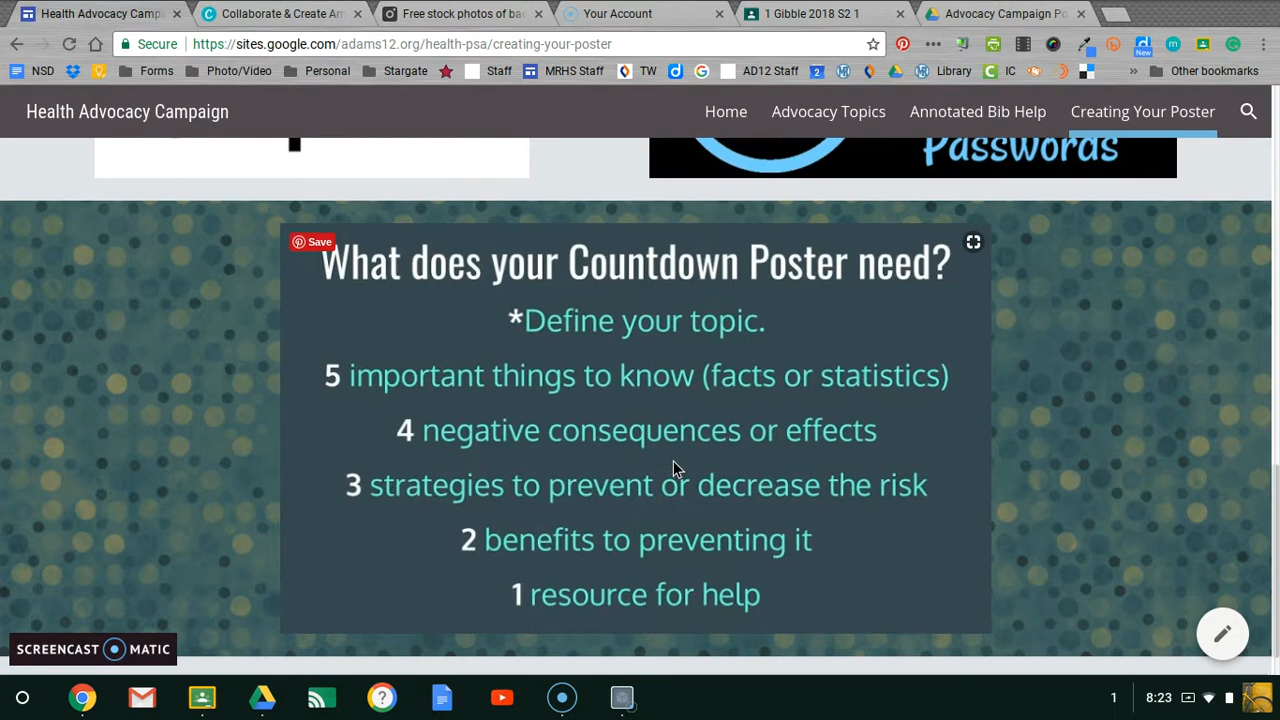 Health Advocacy Camp
Collaborate & Create Am
Free stock photos of ba
Your Account
1 Gibble 2018 S2 1
Advocacy Campaign Po
Secure
https://sites.google.com/adams12.org/health-psa/creating-your-poster
New
NSD
Forms
Photo/Video
Personal
Stargate
Staff
MRHS Staff
TW
AD12 Staff
Library
IC
Other bookmarks
Health Advocacy Campaign
Home
Advocacy Topics
Annotated Bib Help
Creating Your Poster
Passwords
Save
What does your Countdown Poster need?
*Define your topic.
5 important things to know (facts or statistics)
4 negative consequences or effects
3 strategies to prevent or decrease the risk
2 benefits to preventing it
1 resource for help
SCREENCAST MATIC
1
8:23